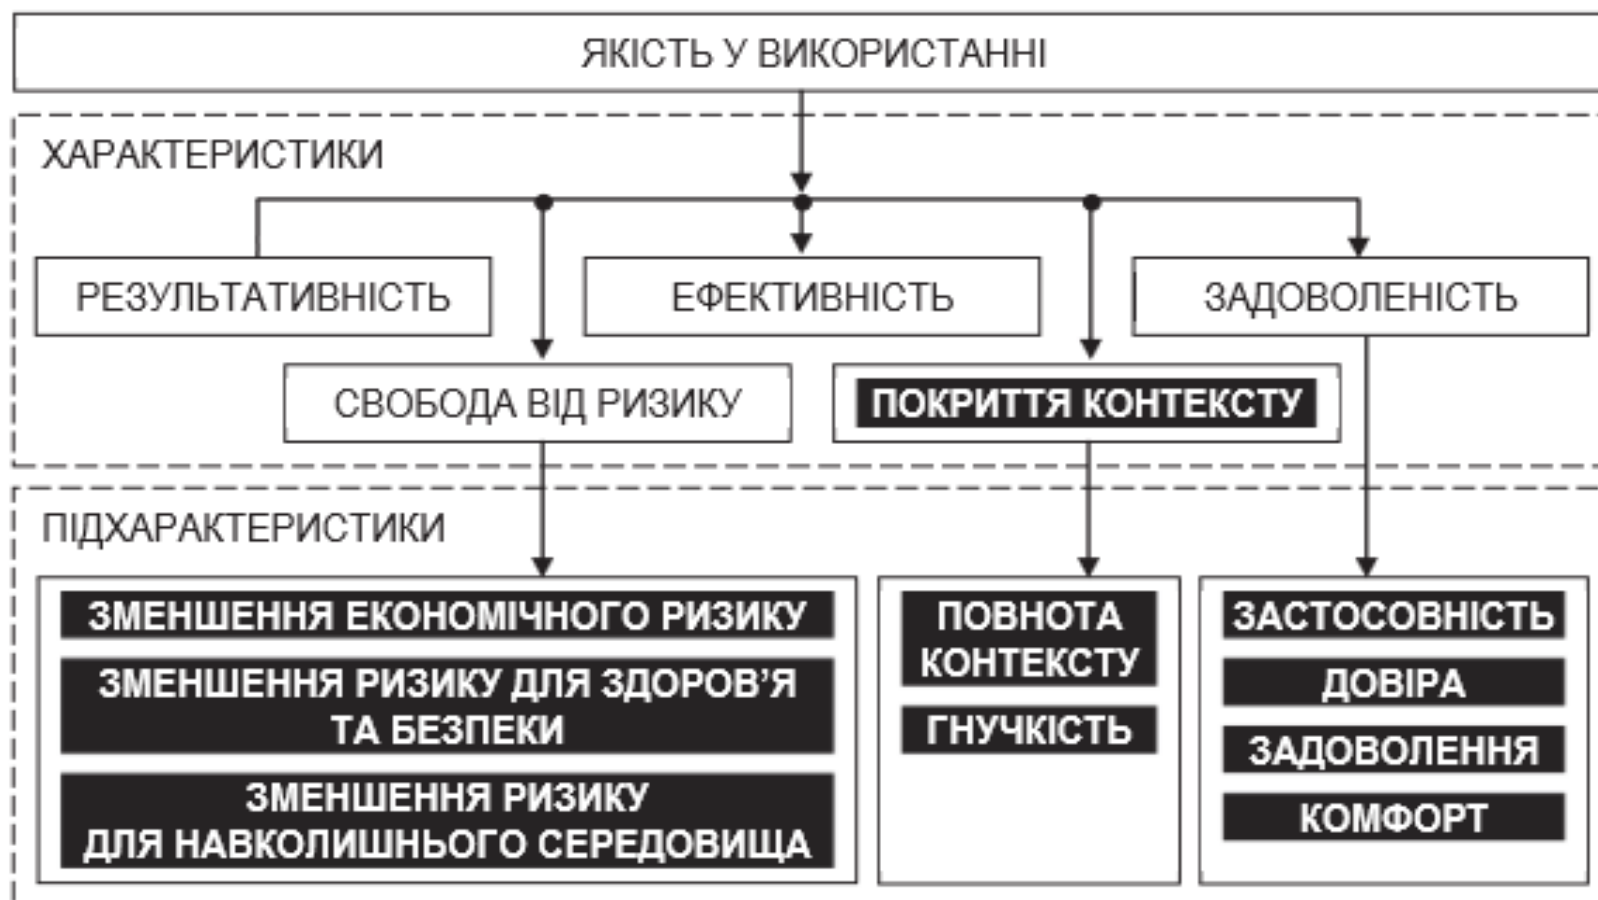 ЯКІСТЬ У ВИКОРИСТАННІ
ХАРАКТЕРИСТИКИ
РЕЗУЛЬТАТИВНІСТЬ
ЕФЕКТИВНІСТЬ
ЗАДОВОЛЕНІСТЬ
СВОБОДА ВІД РИЗИКУ
ПОКРИТТЯ КОНТЕКСТУ
ПІДХАРАКТЕРИСТИКИ
ЗМЕНШЕННЯ ЕКОНОМІЧНОГО РИЗИКУ
ЗМЕНШЕННЯ РИЗИКУ ДЛЯ ЗДОРОВ’Я
ТА БЕЗПЕКИ
ЗМЕНШЕННЯ РИЗИКУ
ДЛЯ НАВКОЛИШНЬОГО СЕРЕДОВИЩА
ПОВНОТА
КОНТЕКСТУ
ГНУЧКІСТЬ
ЗАСТОСОВНІСТЬ
ДОВІРА
ЗАДОВОЛЕННЯ
КОМФОРТ